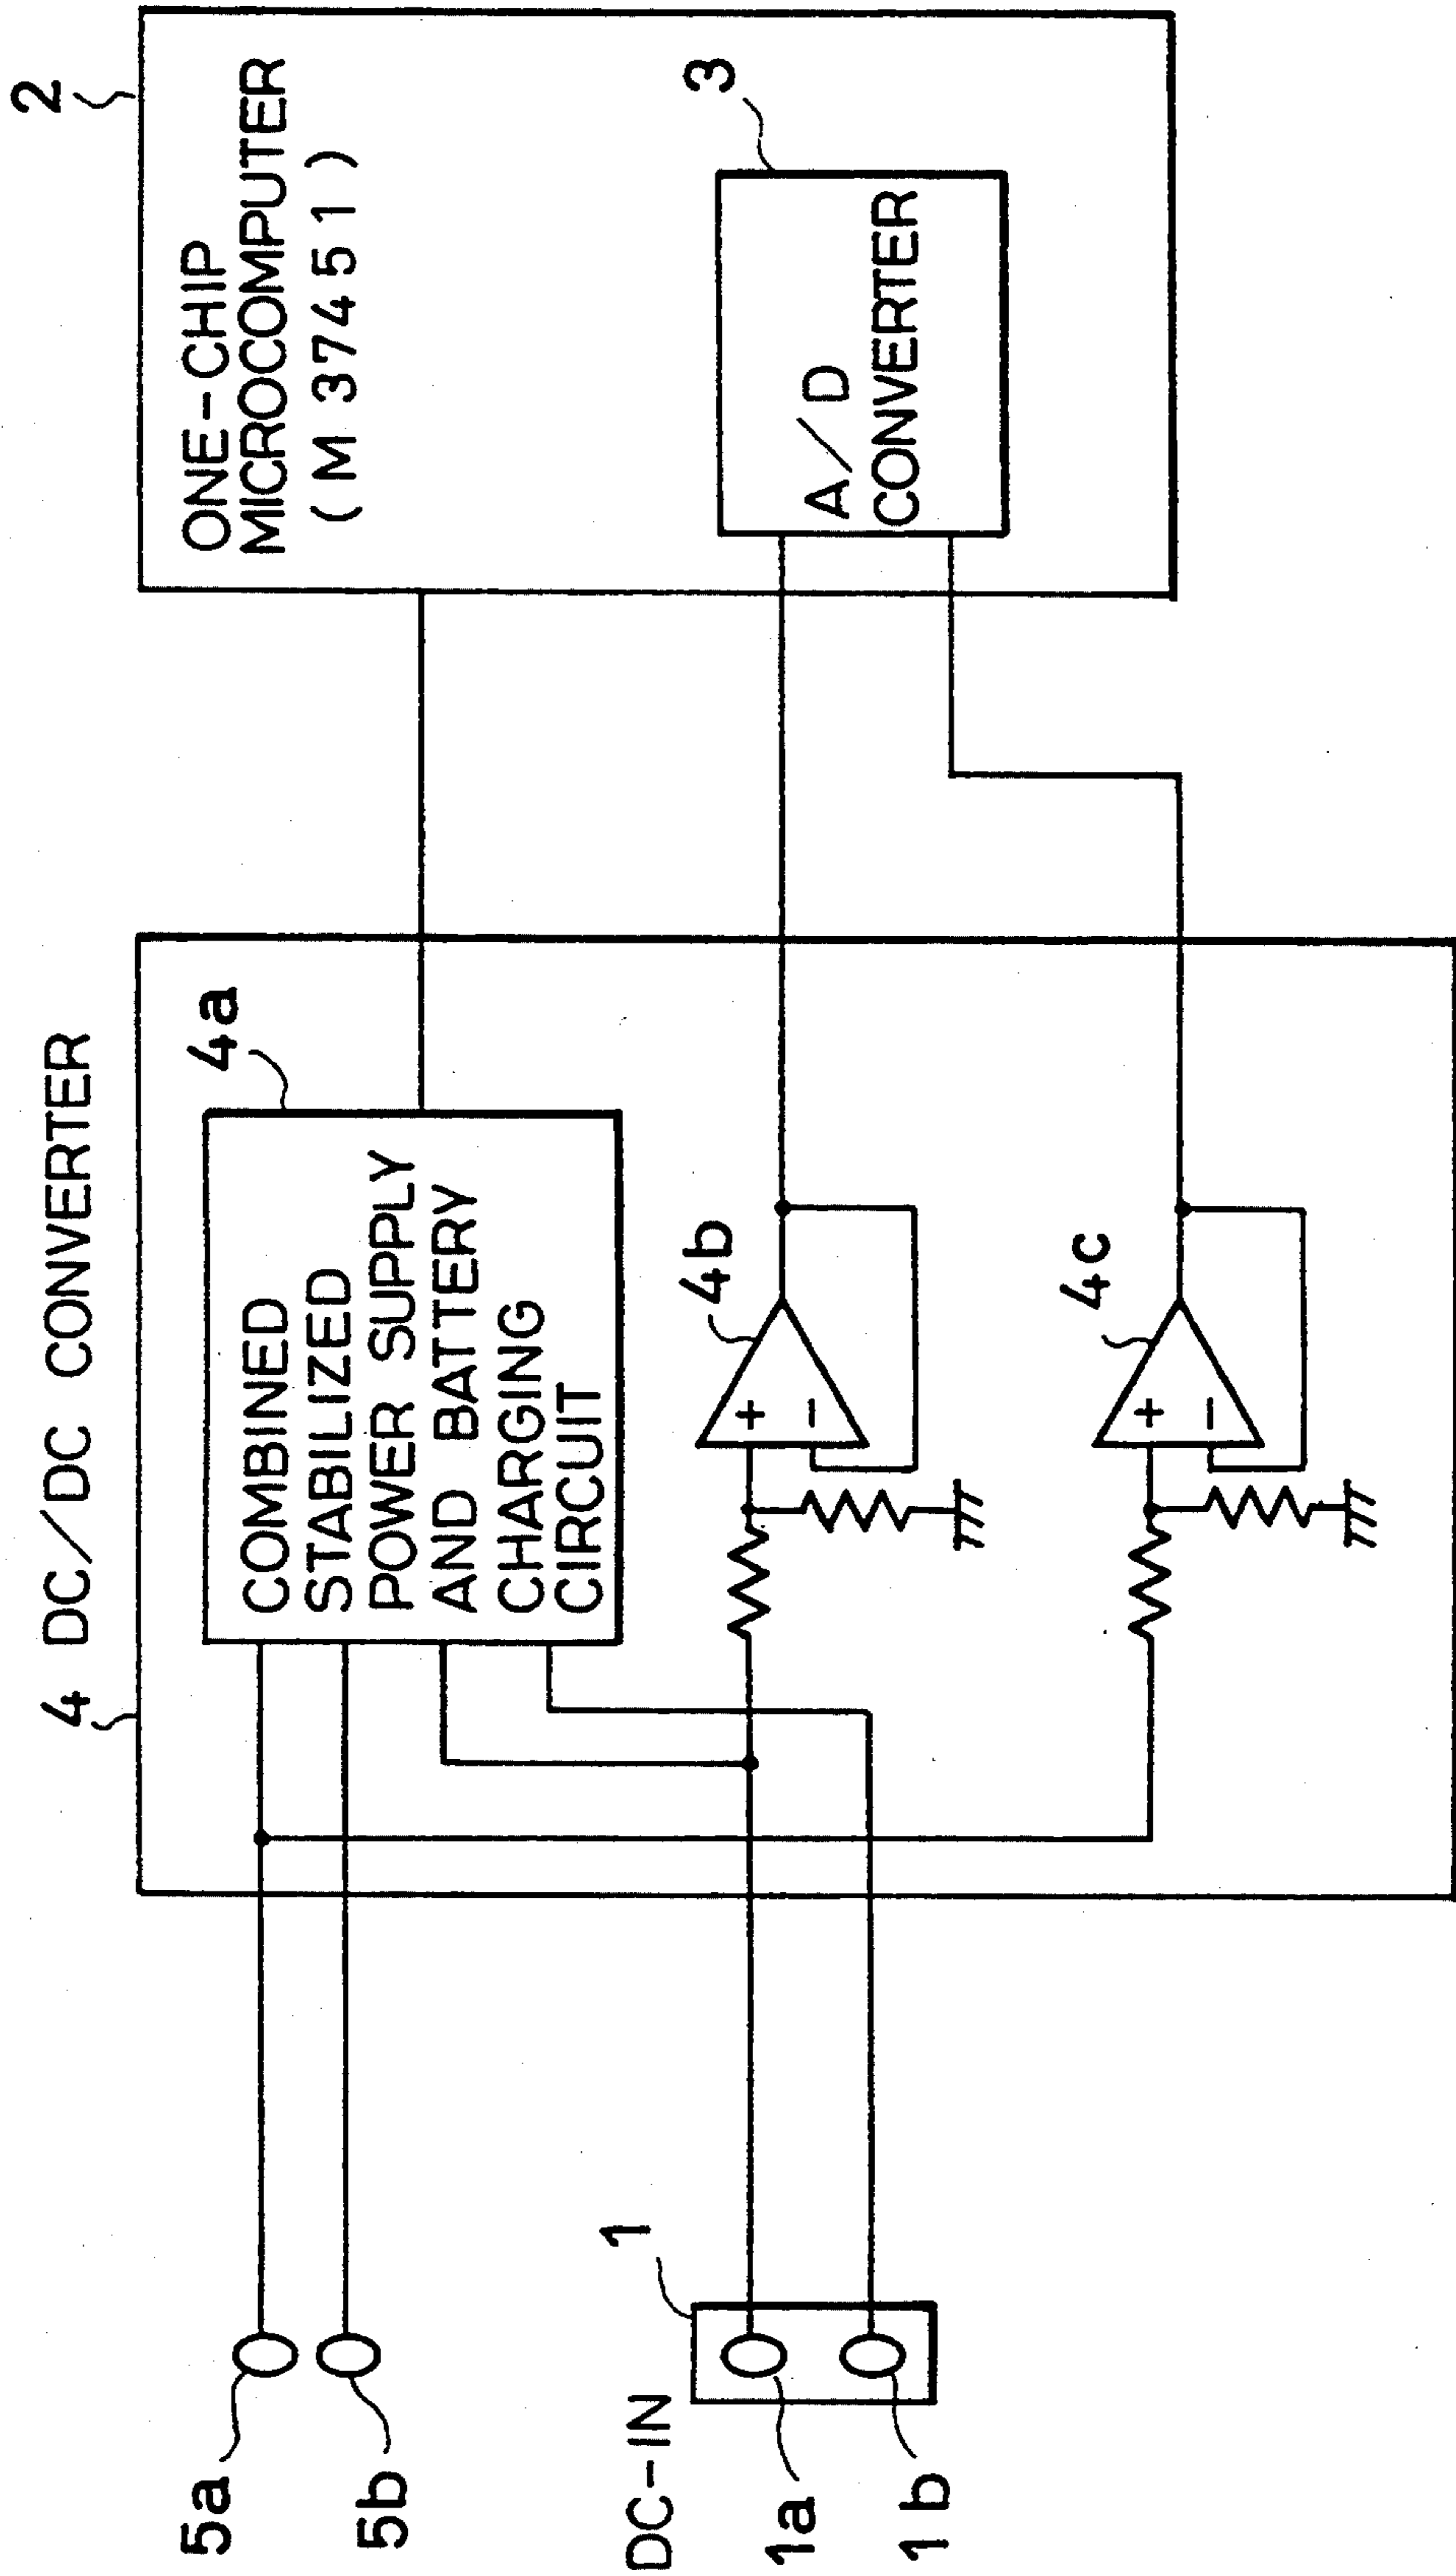 4 DC/DC CONVERTER
2
ONE-CHIP
MICROCOMPUTER
(M37451)
4a
COMBINED
STABILIZED
POWER SUPPLY
AND BATTERY
CHARGING
CIRCUIT
5a
5b
3
A/D
CONVERTER
4b
+
−
1
DC-IN
1a
1b
4c
+
−